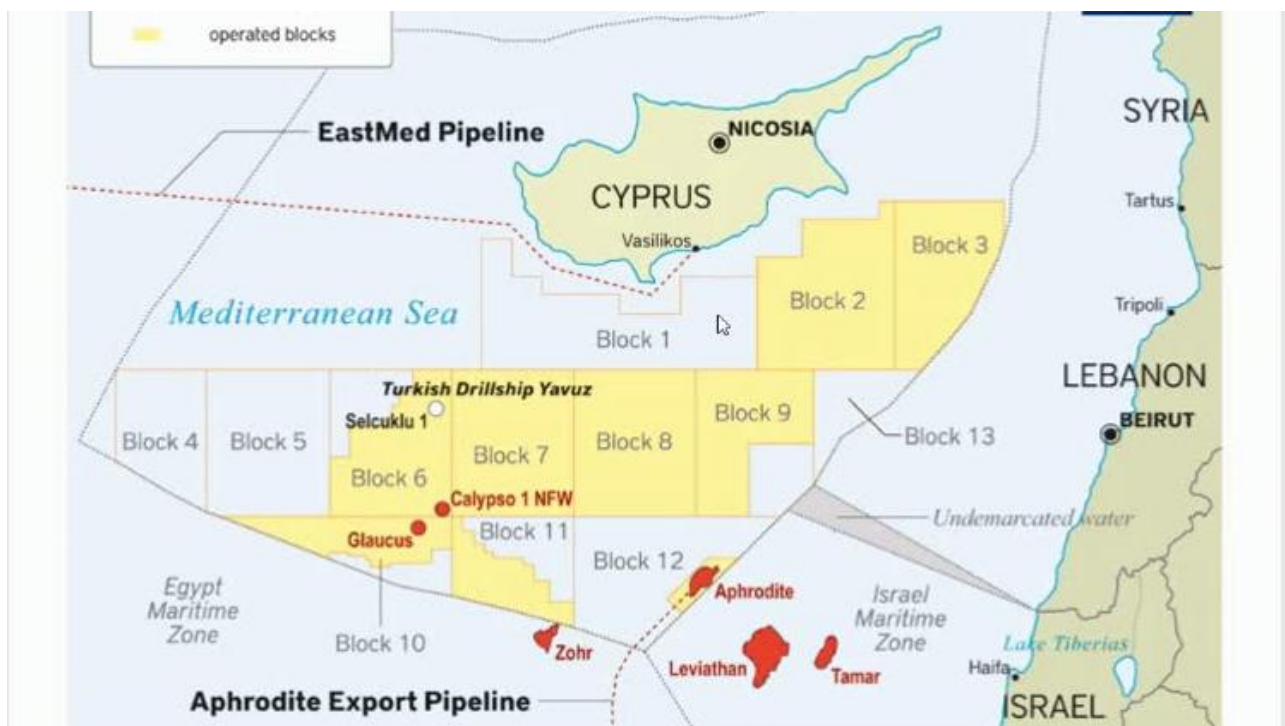 operated blocks
EastMed Pipeline
NICOSIA
CYPRUS
Vasilikos
SYRIA
Tartus
Tripoli
LEBANON
BEIRUT
Mediterranean Sea
Block 1
Block 2
Block 3
Turkish Drillship Yavuz
Selcuklu 1
Block 4
Block 5
Block 6
Block 7
Block 8
Block 9
Block 13
Calypso 1 NFW
Glaucus
Block 11
Block 12
Undemarcated water
Egypt
Maritime
Zone
Block 10
Zohr
Aphrodite
Israel
Maritime
Zone
Leviathan
Tamar
Lake Tiberias
Haifa
ISRAEL
Aphrodite Export Pipeline